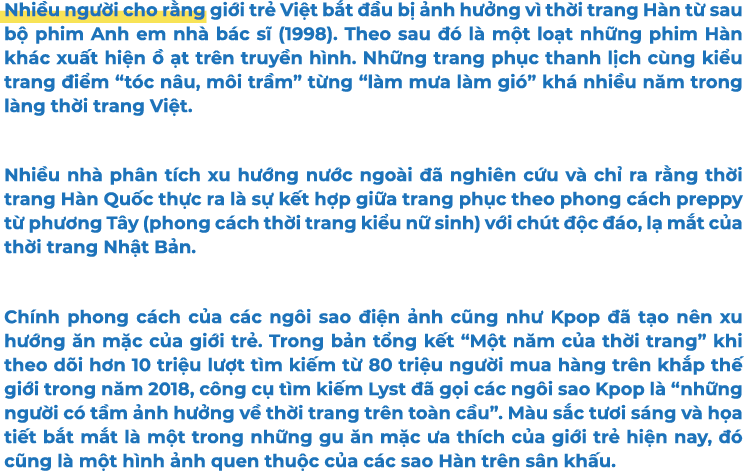 Nhiều người cho rằng giới trẻ Việt bắt đầu bị ảnh hưởng vì thời trang Hàn từ sau
bộ phim Anh em nhà bác sĩ (1998). Theo sau đó là một loạt những phim Hàn
khác xuất hiện ồ ạt trên truyền hình. Những trang phục thanh lịch cùng kiểu
trang điểm “tóc nâu, môi trầm” từng “làm mưa làm gió” khá nhiều năm trong
làng thời trang Việt.
Nhiều nhà phân tích xu hướng nước ngoài đã nghiên cứu và chỉ ra rằng thời
trang Hàn Quốc thực ra là sự kết hợp giữa trang phục theo phong cách preppy
từ phương Tây (phong cách thời trang kiểu nữ sinh) với chút độc đáo, lạ mắt của
thời trang Nhật Bản.
Chính phong cách của các ngôi sao điện ảnh cũng như Kpop đã tạo nên xu
hướng ăn mặc của giới trẻ. Trong bản tổng kết “Một năm của thời trang” khi
theo dõi hơn 10 triệu lượt tìm kiếm từ 80 triệu người mua hàng trên khắp thế
giới trong năm 2018, công cụ tìm kiếm Lyst đã gọi các ngôi sao Kpop là “những
người có tầm ảnh hưởng về thời trang trên toàn cầu”. Màu sắc tươi sáng và họa
tiết bắt mắt là một trong những gu ăn mặc ưa thích của giới trẻ hiện nay, đó
cũng là một hình ảnh quen thuộc của các sao Hàn trên sân khấu.